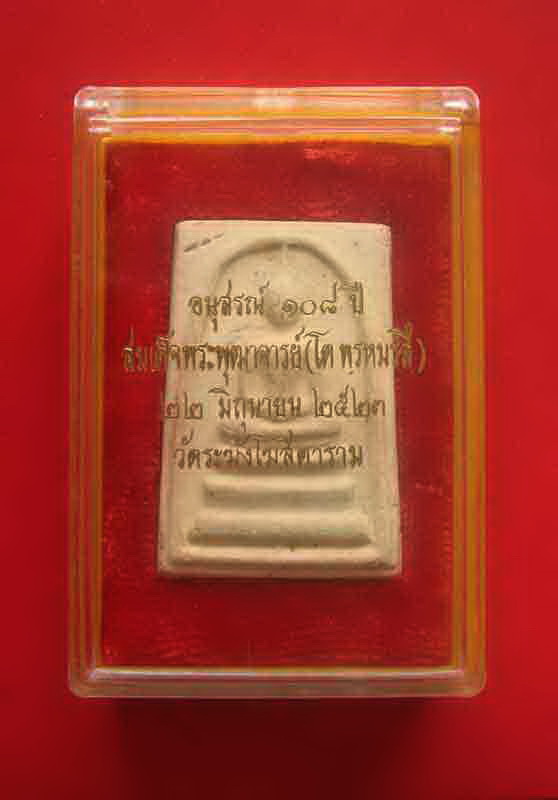 อนุสรณ์ ๑๐๘ ปี
สมเด็จพระพุฒาจารย์(โต พรหมรังสี)
๒๒ มิถุนายน ๒๕๒๓
วัดระฆังโฆสิตาราม